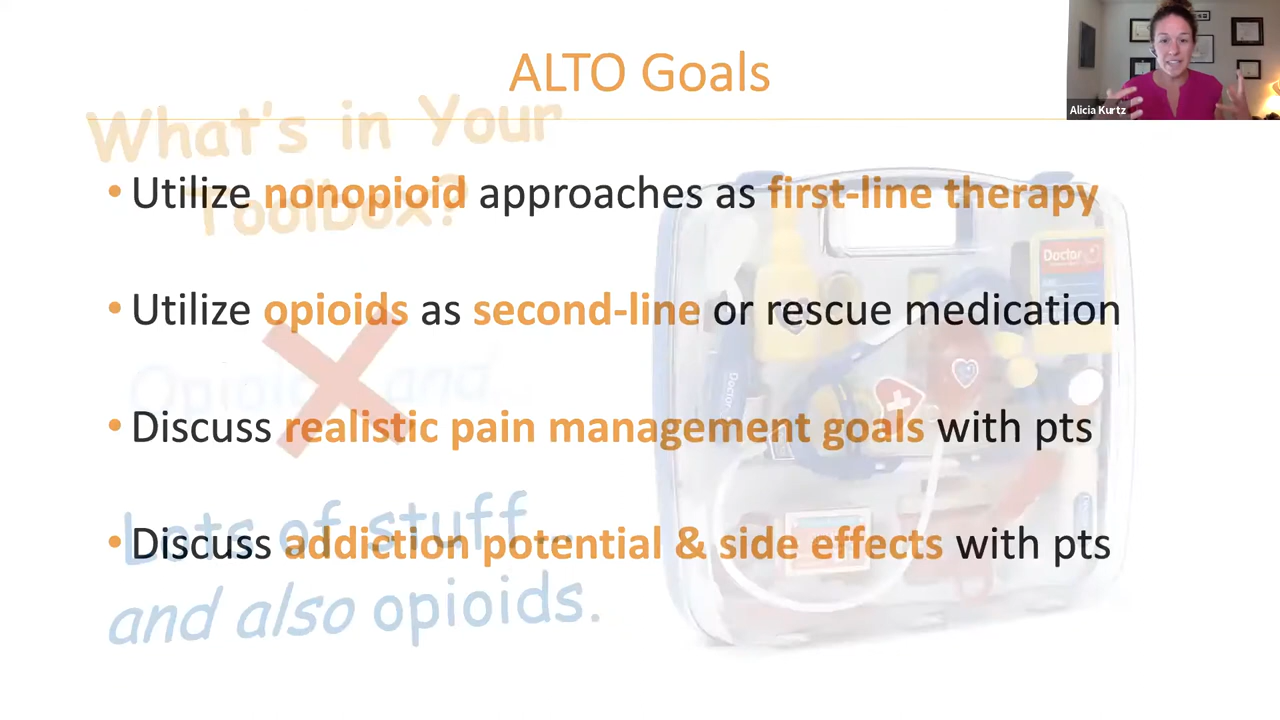 ALTO Goals
Alicia Kurtz
What's in Your
Toolbox?
• Utilize nonopioid approaches as first-line therapy
Doctor
• Utilize opioids as second-line or rescue medication
and...
• Discuss realistic pain management goals with pts
Lots of stuff...
• Discuss addiction potential & side effects with pts
and also opioids.